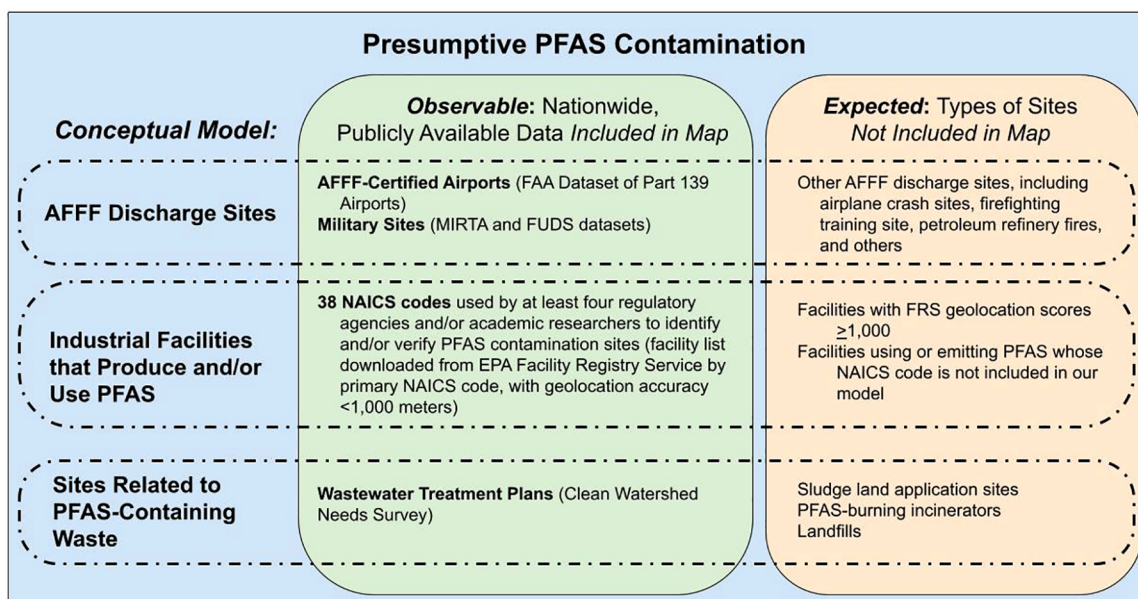 Presumptive PFAS Contamination
Conceptual Model:
Observable: Nationwide,
Publicly Available Data Included in Map
Expected: Types of Sites
Not Included in Map
AFFF Discharge Sites
AFFF-Certified Airports (FAA Dataset of Part 139
Airports)
Military Sites (MIRTA and FUDS datasets)
Other AFFF discharge sites, including
airplane crash sites, firefighting
training site, petroleum refinery fires,
and others
Industrial Facilities
that Produce and/or
Use PFAS
38 NAICS codes used by at least four regulatory
agencies and/or academic researchers to identify
and/or verify PFAS contamination sites (facility list
downloaded from EPA Facility Registry Service by
primary NAICS code, with geolocation accuracy
<1,000 meters)
Facilities with FRS geolocation scores
≥1,000
Facilities using or emitting PFAS whose
NAICS code is not included in our
model
Sites Related to
PFAS-Containing
Waste
Wastewater Treatment Plans (Clean Watershed
Needs Survey)
Sludge land application sites
PFAS-burning incinerators
Landfills